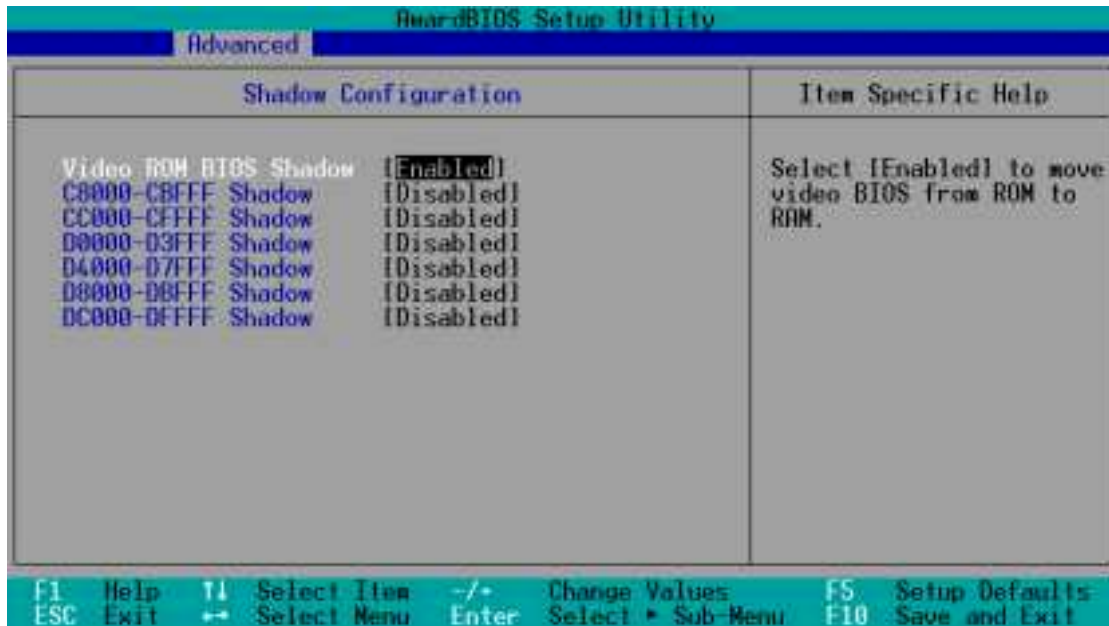 AwardBIOS Setup Utility
Advanced
Shadow Configuration
Item Specific Help
Video ROM BIOS Shadow [Enabled]
C8000-CBFFF Shadow [Disabled]
CC000-CFFFF Shadow [Disabled]
D0000-D3FFF Shadow [Disabled]
D4000-D7FFF Shadow [Disabled]
D8000-DBFFF Shadow [Disabled]
DC000-DFFFF Shadow [Disabled]
Select [Enabled] to move
video BIOS from ROM to
RAM.
F1 Help ↑↓ Select Item -/+ Change Values F5 Setup Defaults
ESC Exit ←→ Select Menu Enter Select ▸ Sub-Menu F10 Save and Exit